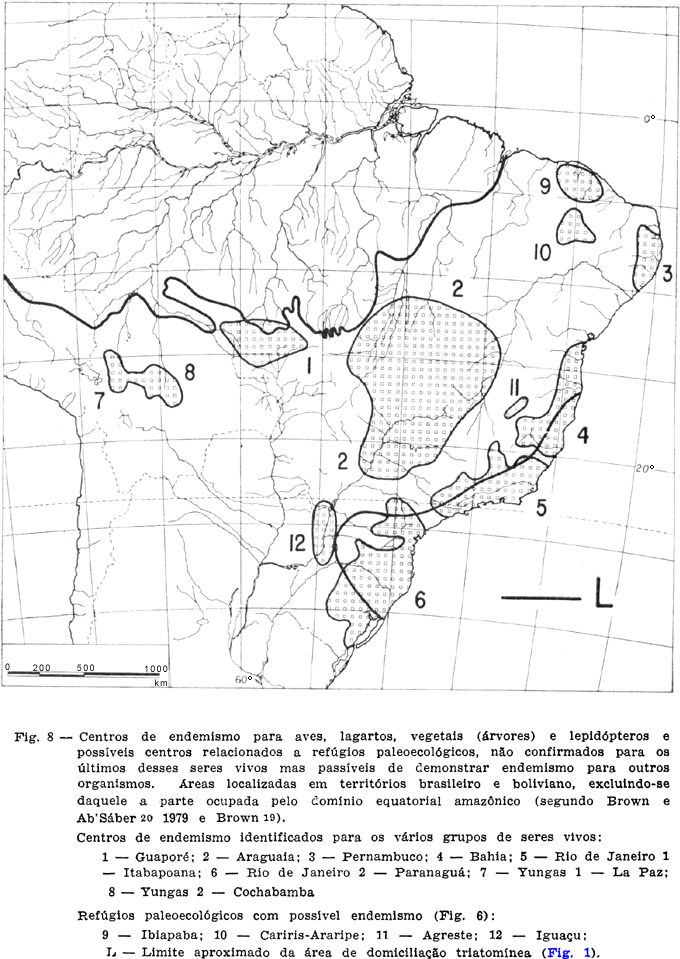 0°
9
10
3
2
1
8
7
11
4
2
20°
5
12
6
L
0 200 500 1000
km
60°
Fig. 8 — Centros de endemismo para aves, lagartos, vegetais (árvores) e lepidópteros e
possíveis centros relacionados a refúgios paleoecológicos, não confirmados para os
últimos desses seres vivos mas passíveis de demonstrar endemismo para outros
organismos. Áreas localizadas em territórios brasileiro e boliviano, excluindo-se
daquele a parte ocupada pelo domínio equatorial amazônico (segundo Brown e
Ab'Sáber 20 1979 e Brown 19).
Centros de endemismo identificados para os vários grupos de seres vivos:
1 — Guaporé; 2 — Araguaia; 3 — Pernambuco; 4 — Bahia; 5 — Rio de Janeiro 1
— Itabapoana; 6 — Rio de Janeiro 2 — Paranaguá; 7 — Yungas 1 — La Paz;
8 — Yungas 2 — Cochabamba
Refúgios paleoecológicos com possível endemismo (Fig. 6):
9 — Ibiapaba; 10 — Cariris-Araripe; 11 — Agreste; 12 — Iguaçu;
L — Limite aproximado da área de domiciliação triatomínea (Fig. 1).